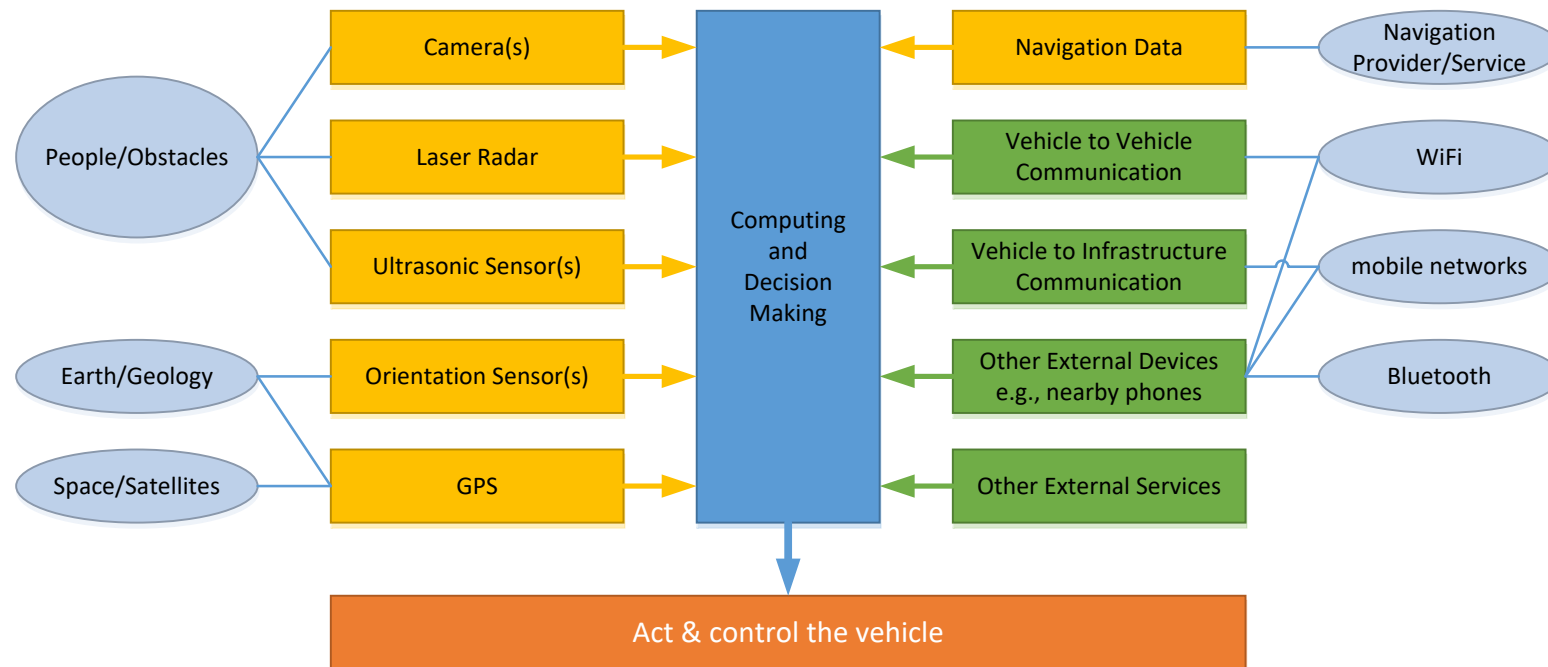 People/Obstacles
Earth/Geology
Space/Satellites
Camera(s)
Laser Radar
Ultrasonic Sensor(s)
Orientation Sensor(s)
GPS
Computing
and
Decision
Making
Navigation Data
Vehicle to Vehicle
Communication
Vehicle to Infrastructure
Communication
Other External Devices
e.g., nearby phones
Other External Services
Navigation
Provider/Service
WiFi
mobile networks
Bluetooth
Act & control the vehicle